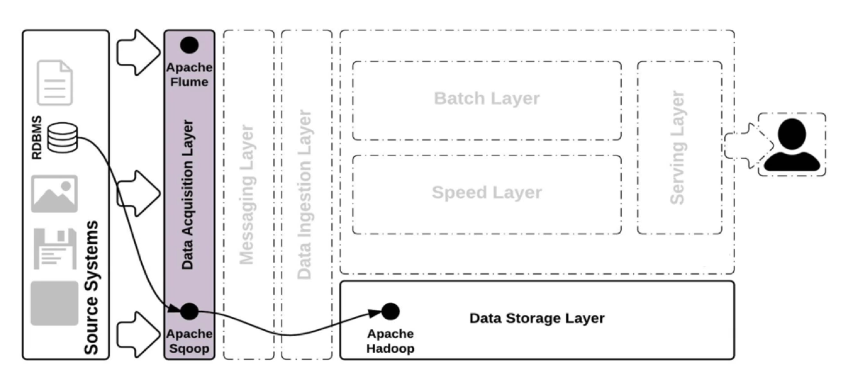 RDBMS
Source Systems
Apache
Flume
Data Acquisition Layer
Apache
Sqoop
Messaging Layer
Data Ingestion Layer
Batch Layer
Speed Layer
Serving Layer
Apache
Hadoop
Data Storage Layer